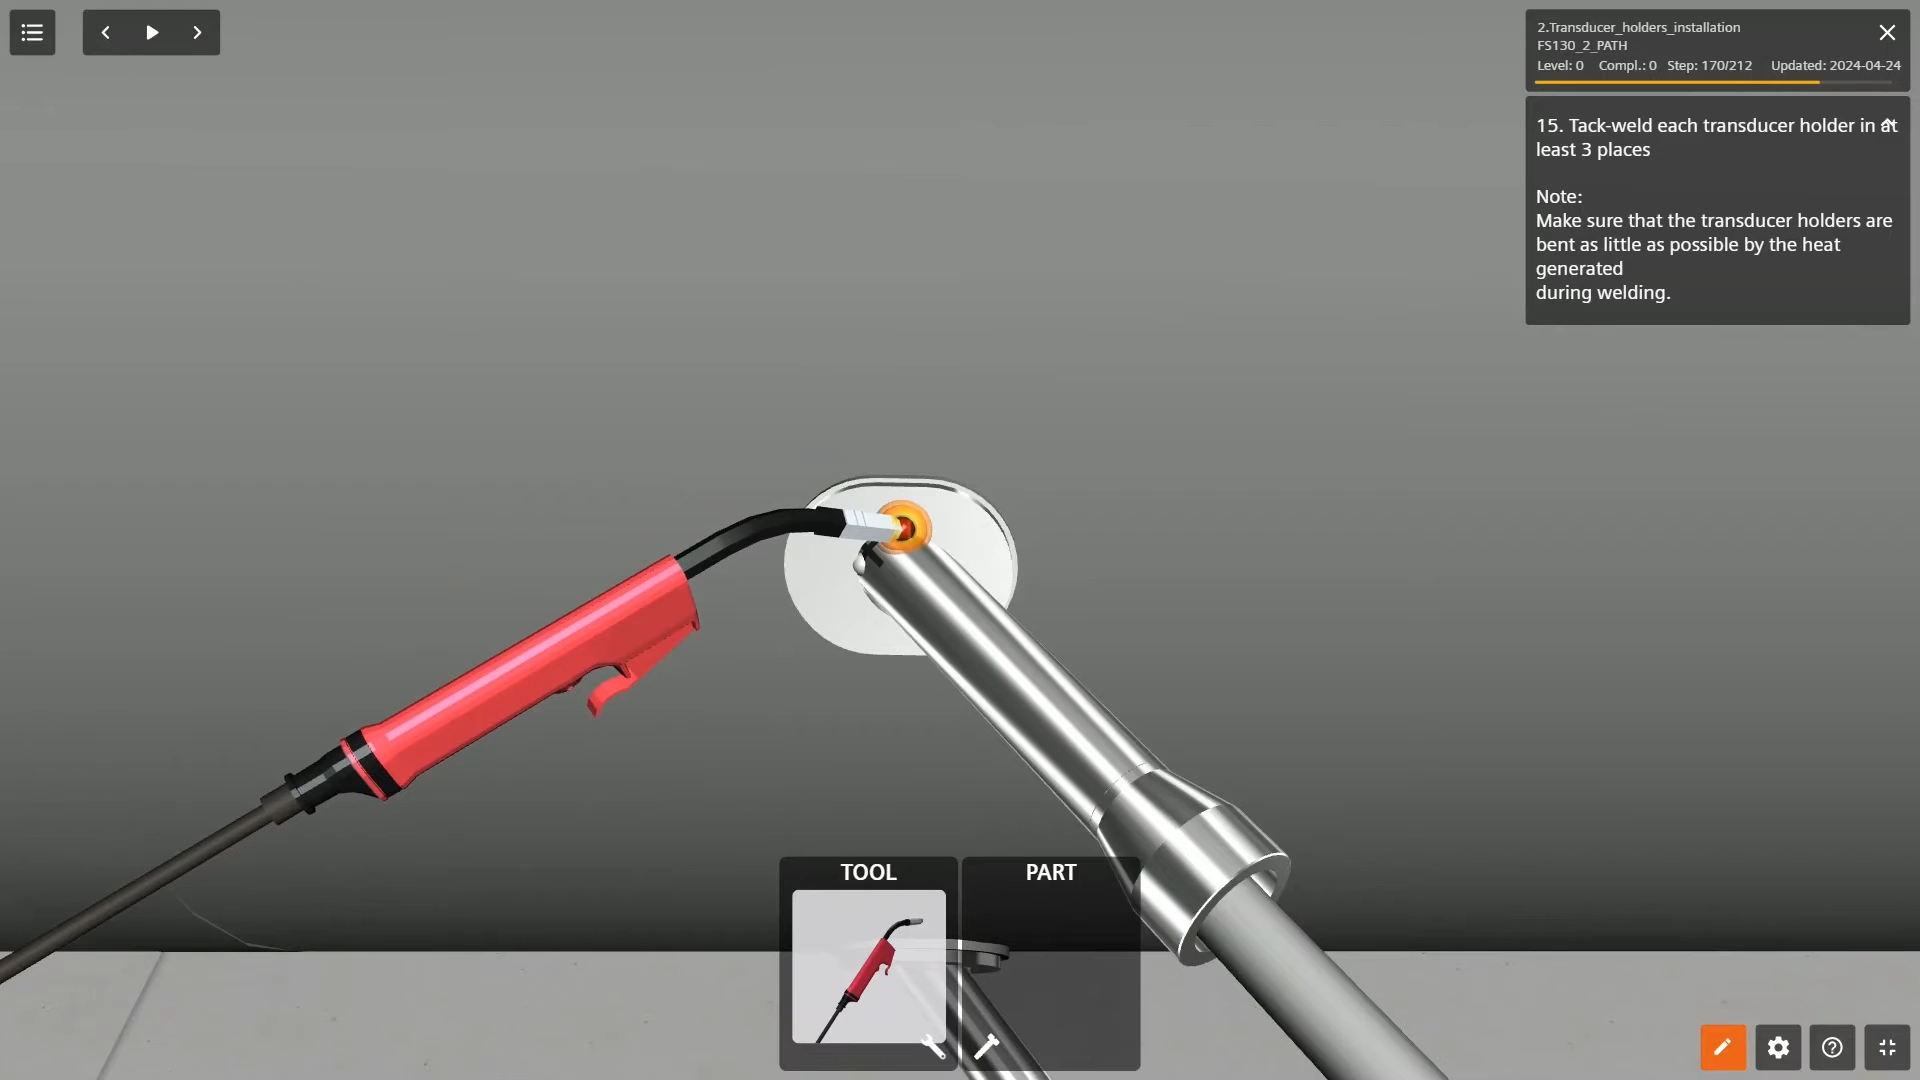 2.Transducer_holders_installation
FS130_2_PATH
Level: 0 Compl.: 0 Step: 170/212 Updated: 2024-04-24
15. Tack-weld each transducer holder in at
least 3 places
Note:
Make sure that the transducer holders are
bent as little as possible by the heat
generated
during welding.
TOOL
PART